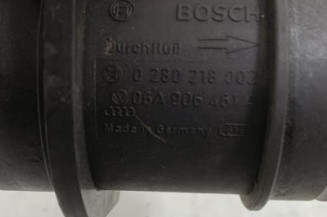 BOSCH
Durchfluß
0 280 218 002
06A 906 461
Made in Germany